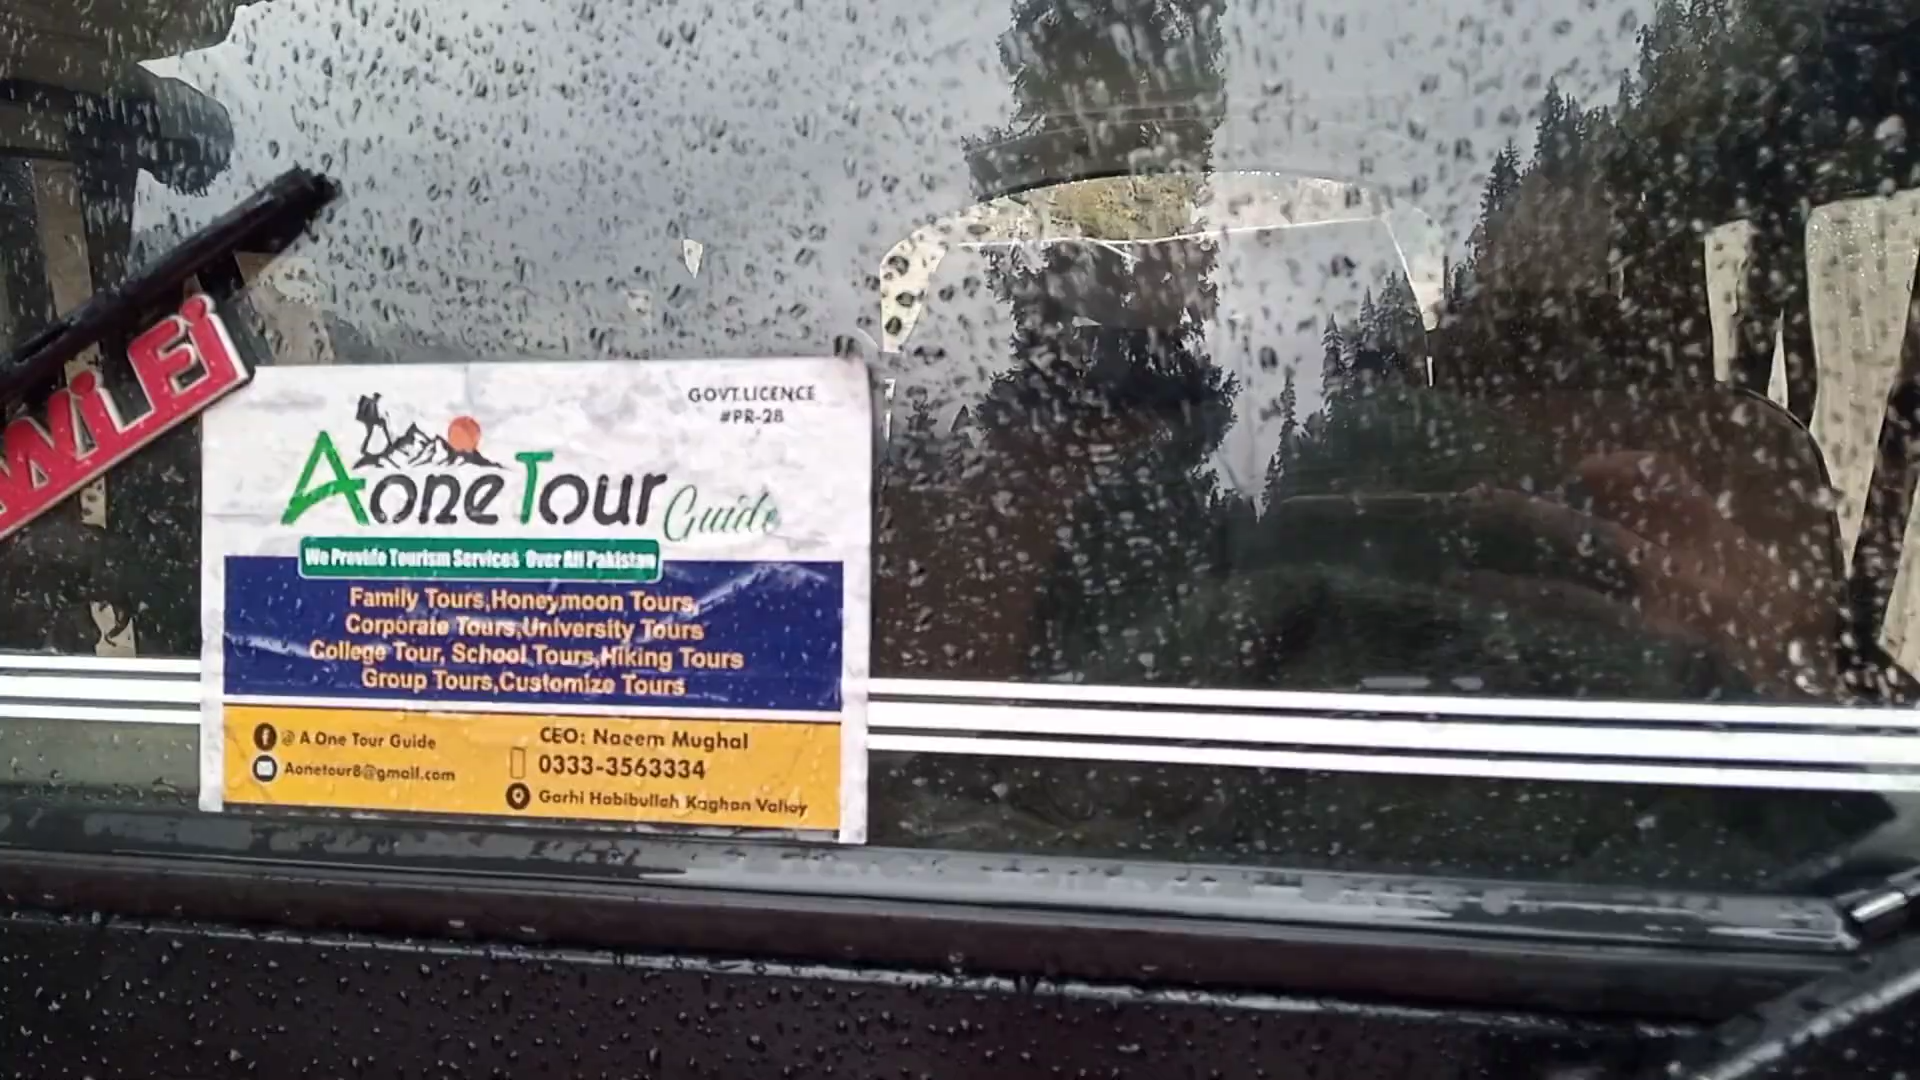 Wi Fi
GOVT.LICENCE
#PR-28
Aone Tour Guide
We Provide Tourism Services Over All Pakistan
Family Tours,Honeymoon Tours,
Corporate Tours,University Tours
College Tour, School Tours,Hiking Tours
Group Tours,Customize Tours
@ A One Tour Guide
Aonetour8@gmail.com
CEO: Naeem Mughal
0333-3563334
Garhi Habibullah Kaghan Valley